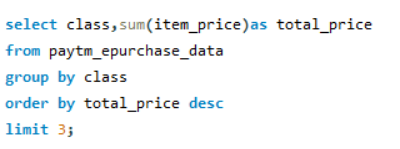 select class,sum(item_price)as total_price
from paytm_epurchase_data
group by class
order by total_price desc
limit 3;